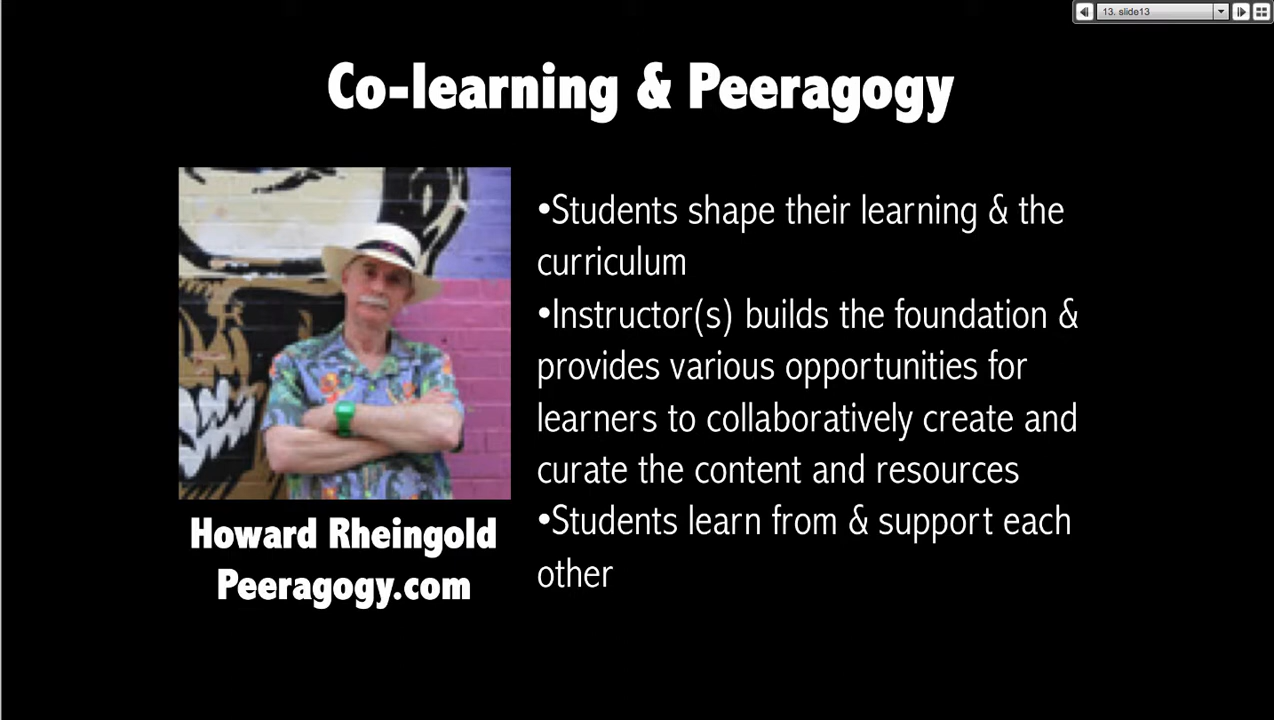 13. slide13
Co-learning & Peeragogy
•Students shape their learning & the
curriculum
•Instructor(s) builds the foundation &
provides various opportunities for
learners to collaboratively create and
curate the content and resources
•Students learn from & support each
other
Howard Rheingold
Peeragogy.com